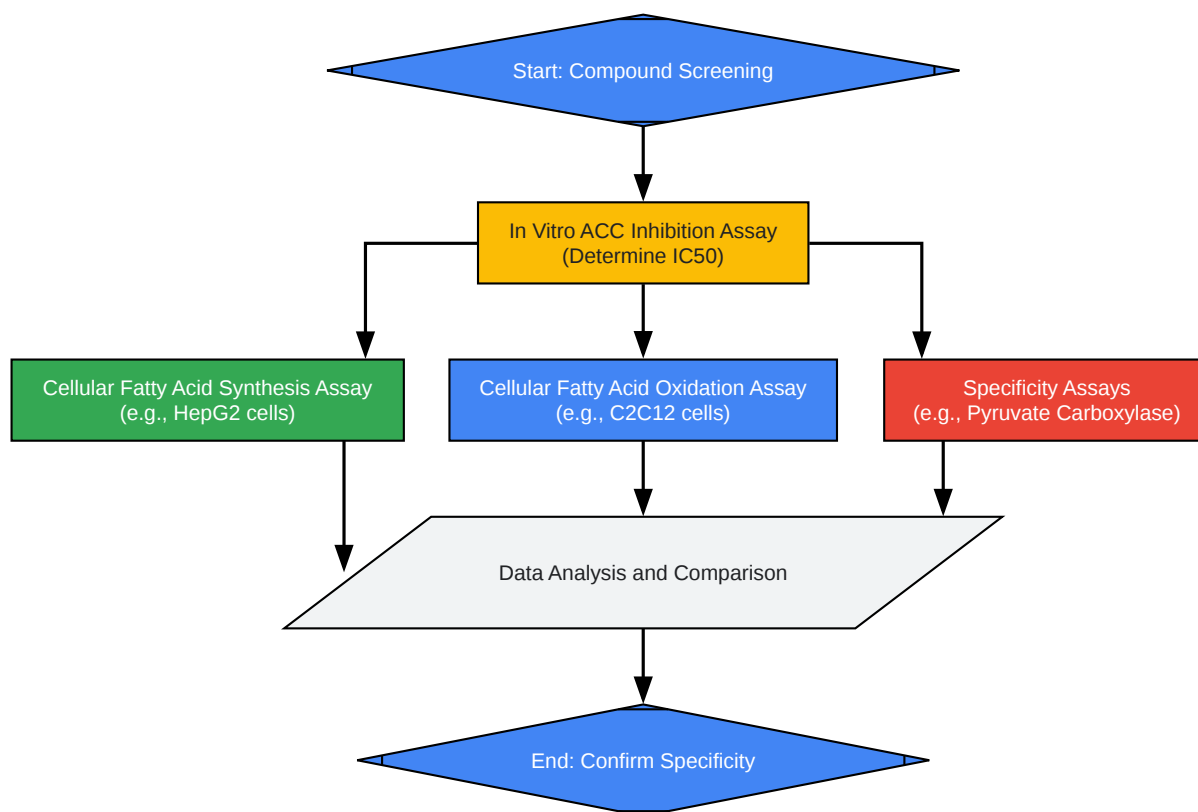 Start: Compound Screening
In Vitro ACC Inhibition Assay
(Determine IC50)
Cellular Fatty Acid Synthesis Assay
(e.g., HepG2 cells)
Cellular Fatty Acid Oxidation Assay
(e.g., C2C12 cells)
Specificity Assays
(e.g., Pyruvate Carboxylase)
Data Analysis and Comparison
End: Confirm Specificity